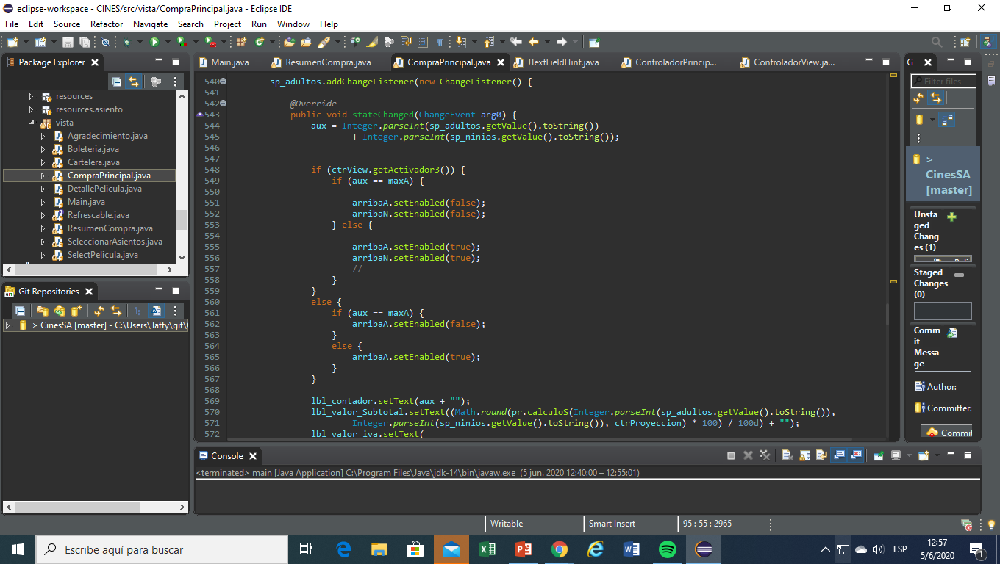 eclipse-workspace - CINES/src/vista/CompraPrincipal.java - Eclipse IDE
File Edit Source Refactor Navigate Search Project Run Window Help
Package Explorer
resources
resources.asiento
vista
Agradecimiento.java
Boleteria.java
Cartelera.java
CompraPrincipal.java
DetallePelicula.java
Main.java
Refrescable.java
ResumenCompra.java
SeleccionarAsientos.java
SelectPelicula.java
Git Repositories
> CinesSA [master] - C:\Users\Tatty\git\
Main.java ResumenCompra.java CompraPrincipal.java JTextFieldHint.java ControladorPrincip... ControladorView.ja...
540 sp_adultos.addChangeListener(new ChangeListener() {
541
542 @Override
543 public void stateChanged(ChangeEvent arg0) {
544 aux = Integer.parseInt(sp_adultos.getValue().toString())
545 + Integer.parseInt(sp_ninios.getValue().toString());
546
547
548 if (ctrView.getActivador3()) {
549 if (aux == maxA) {
550
551 arribaA.setEnabled(false);
552 arribaN.setEnabled(false);
553 } else {
554
555 arribaA.setEnabled(true);
556 arribaN.setEnabled(true);
557 //
558 }
559 }
560 else {
561 if (aux == maxA) {
562 arribaA.setEnabled(false);
563 }
564 else {
565 arribaA.setEnabled(true);
566 }
567 }
568
569 lbl_contador.setText(aux + "");
570 lbl_valor_Subtotal.setText((Math.round(pr.calculoS(Integer.parseInt(sp_adultos.getValue().toString()),
571 Integer.parseInt(sp_ninios.getValue().toString()), ctrProyeccion) * 100) / 100d) + "");
572 lbl_valor_iva.setText(
G
Filter files
>
CinesSA
[master]
Unsta
ged
Chang
es (1)
Staged
Changes
(0)
Comm
it
Messa
ge
Author:
Committer:
Commit
Console
<terminated> main [Java Application] C:\Program Files\Java\jdk-14\bin\javaw.exe (5 jun. 2020 12:40:00 – 12:55:01)
Writable Smart Insert 95 : 55 : 2965
Escribe aquí para buscar
ESP
12:57
5/6/2020
1